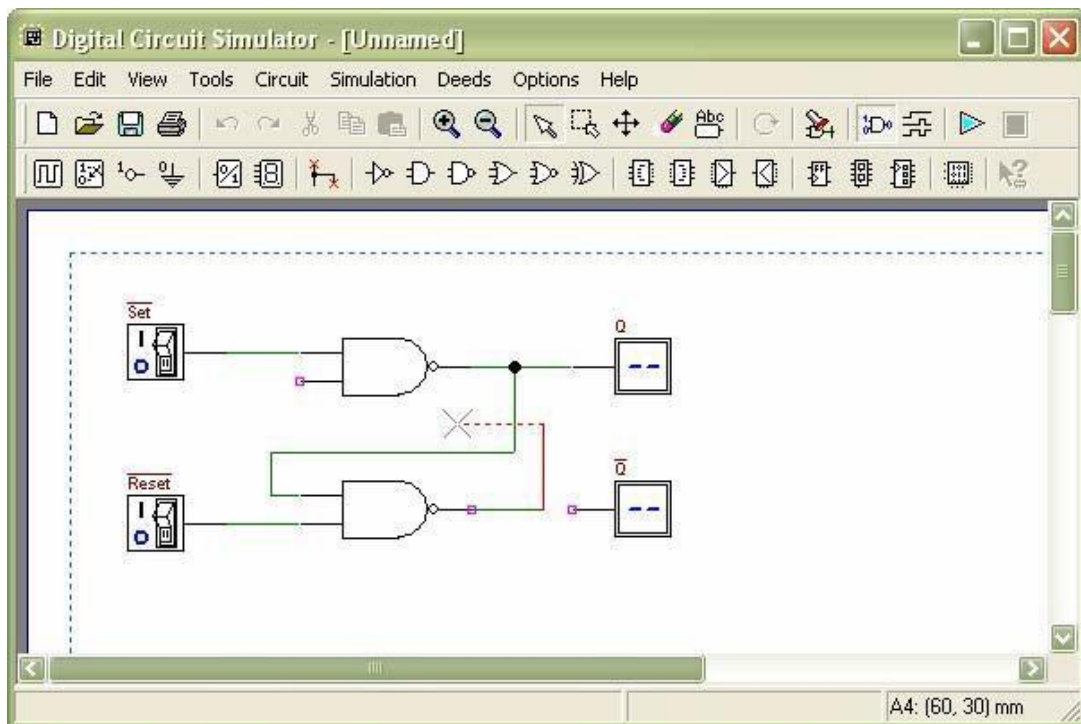 Digital Circuit Simulator - [Unnamed]
File Edit View Tools Circuit Simulation Deeds Options Help
Abc
Set
Q
Reset
Q
A4: (60, 30) mm